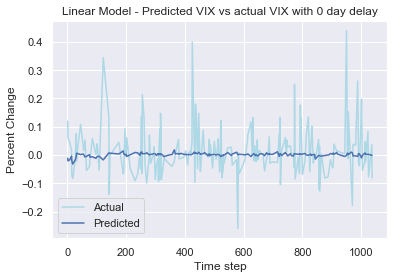 Linear Model - Predicted VIX vs actual VIX with 0 day delay
Percent Change
0.4
0.3
0.2
0.1
0.0
−0.1
−0.2
Actual
Predicted
0 200 400 600 800 1000
Time step